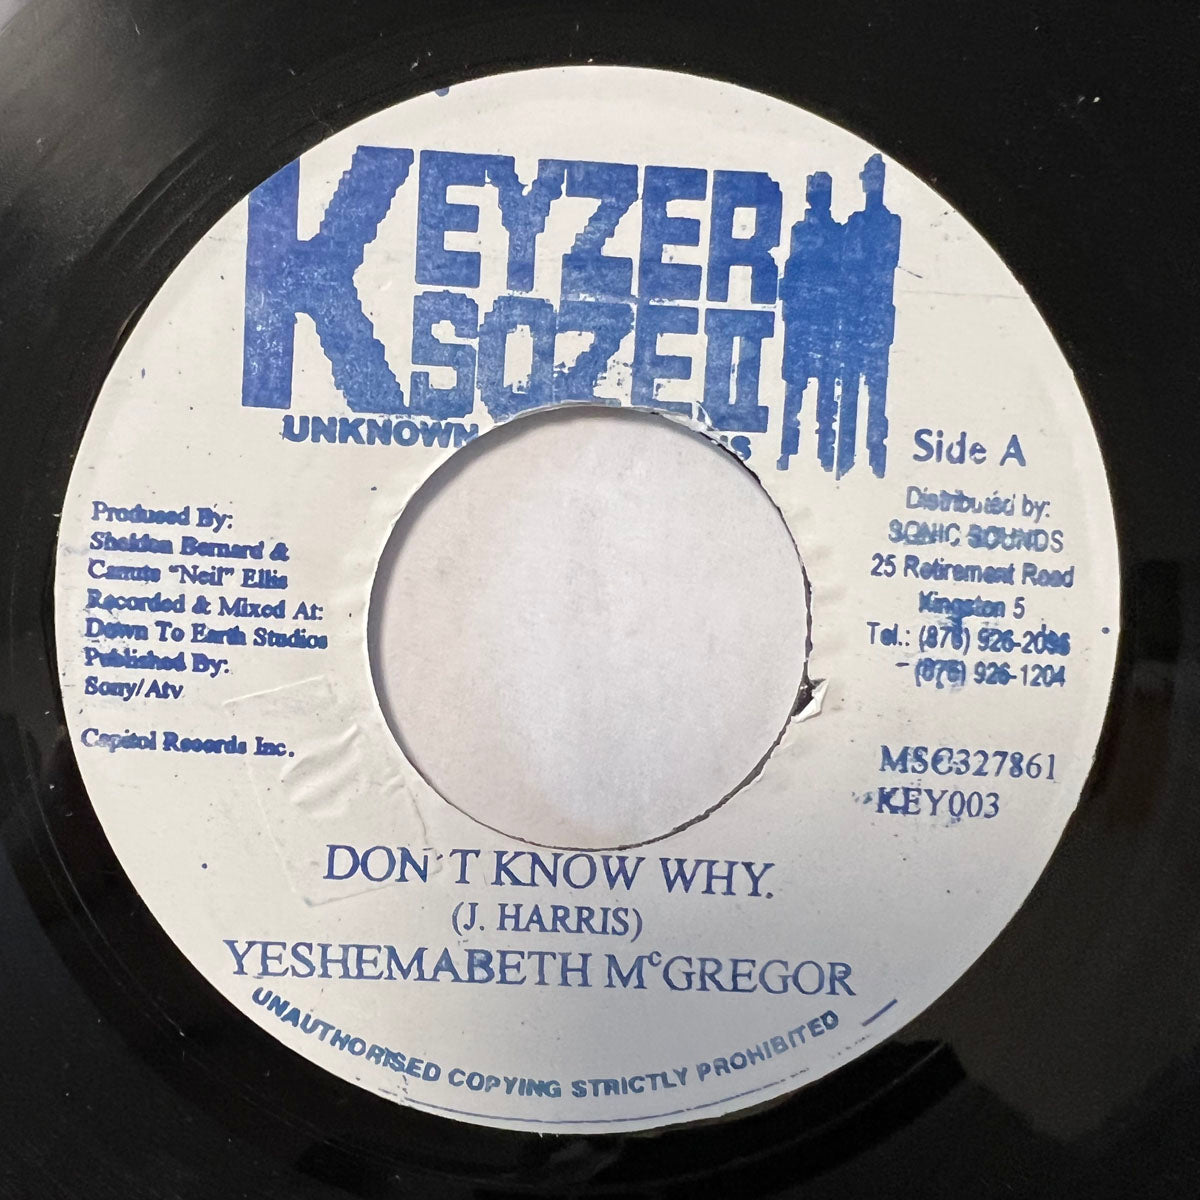 KEYZER
SOZE II
UNKNOWN
Side A
Produced By:
Sheldon Bernard &
Canute "Neil" Ellis
Recorded & Mixed At:
Down To Earth Studios
Published By:
Sony/Atv
Capitol Records Inc.
Distributed by:
SONIC SOUNDS
25 Retirement Road
Kingston 5
Tel.: (876) 926-2096
(876) 926-1204
MSC327861
KEY003
DON'T KNOW WHY.
(J. HARRIS)
YESHEMABETH McGREGOR
UNAUTHORISED COPYING STRICTLY PROHIBITED